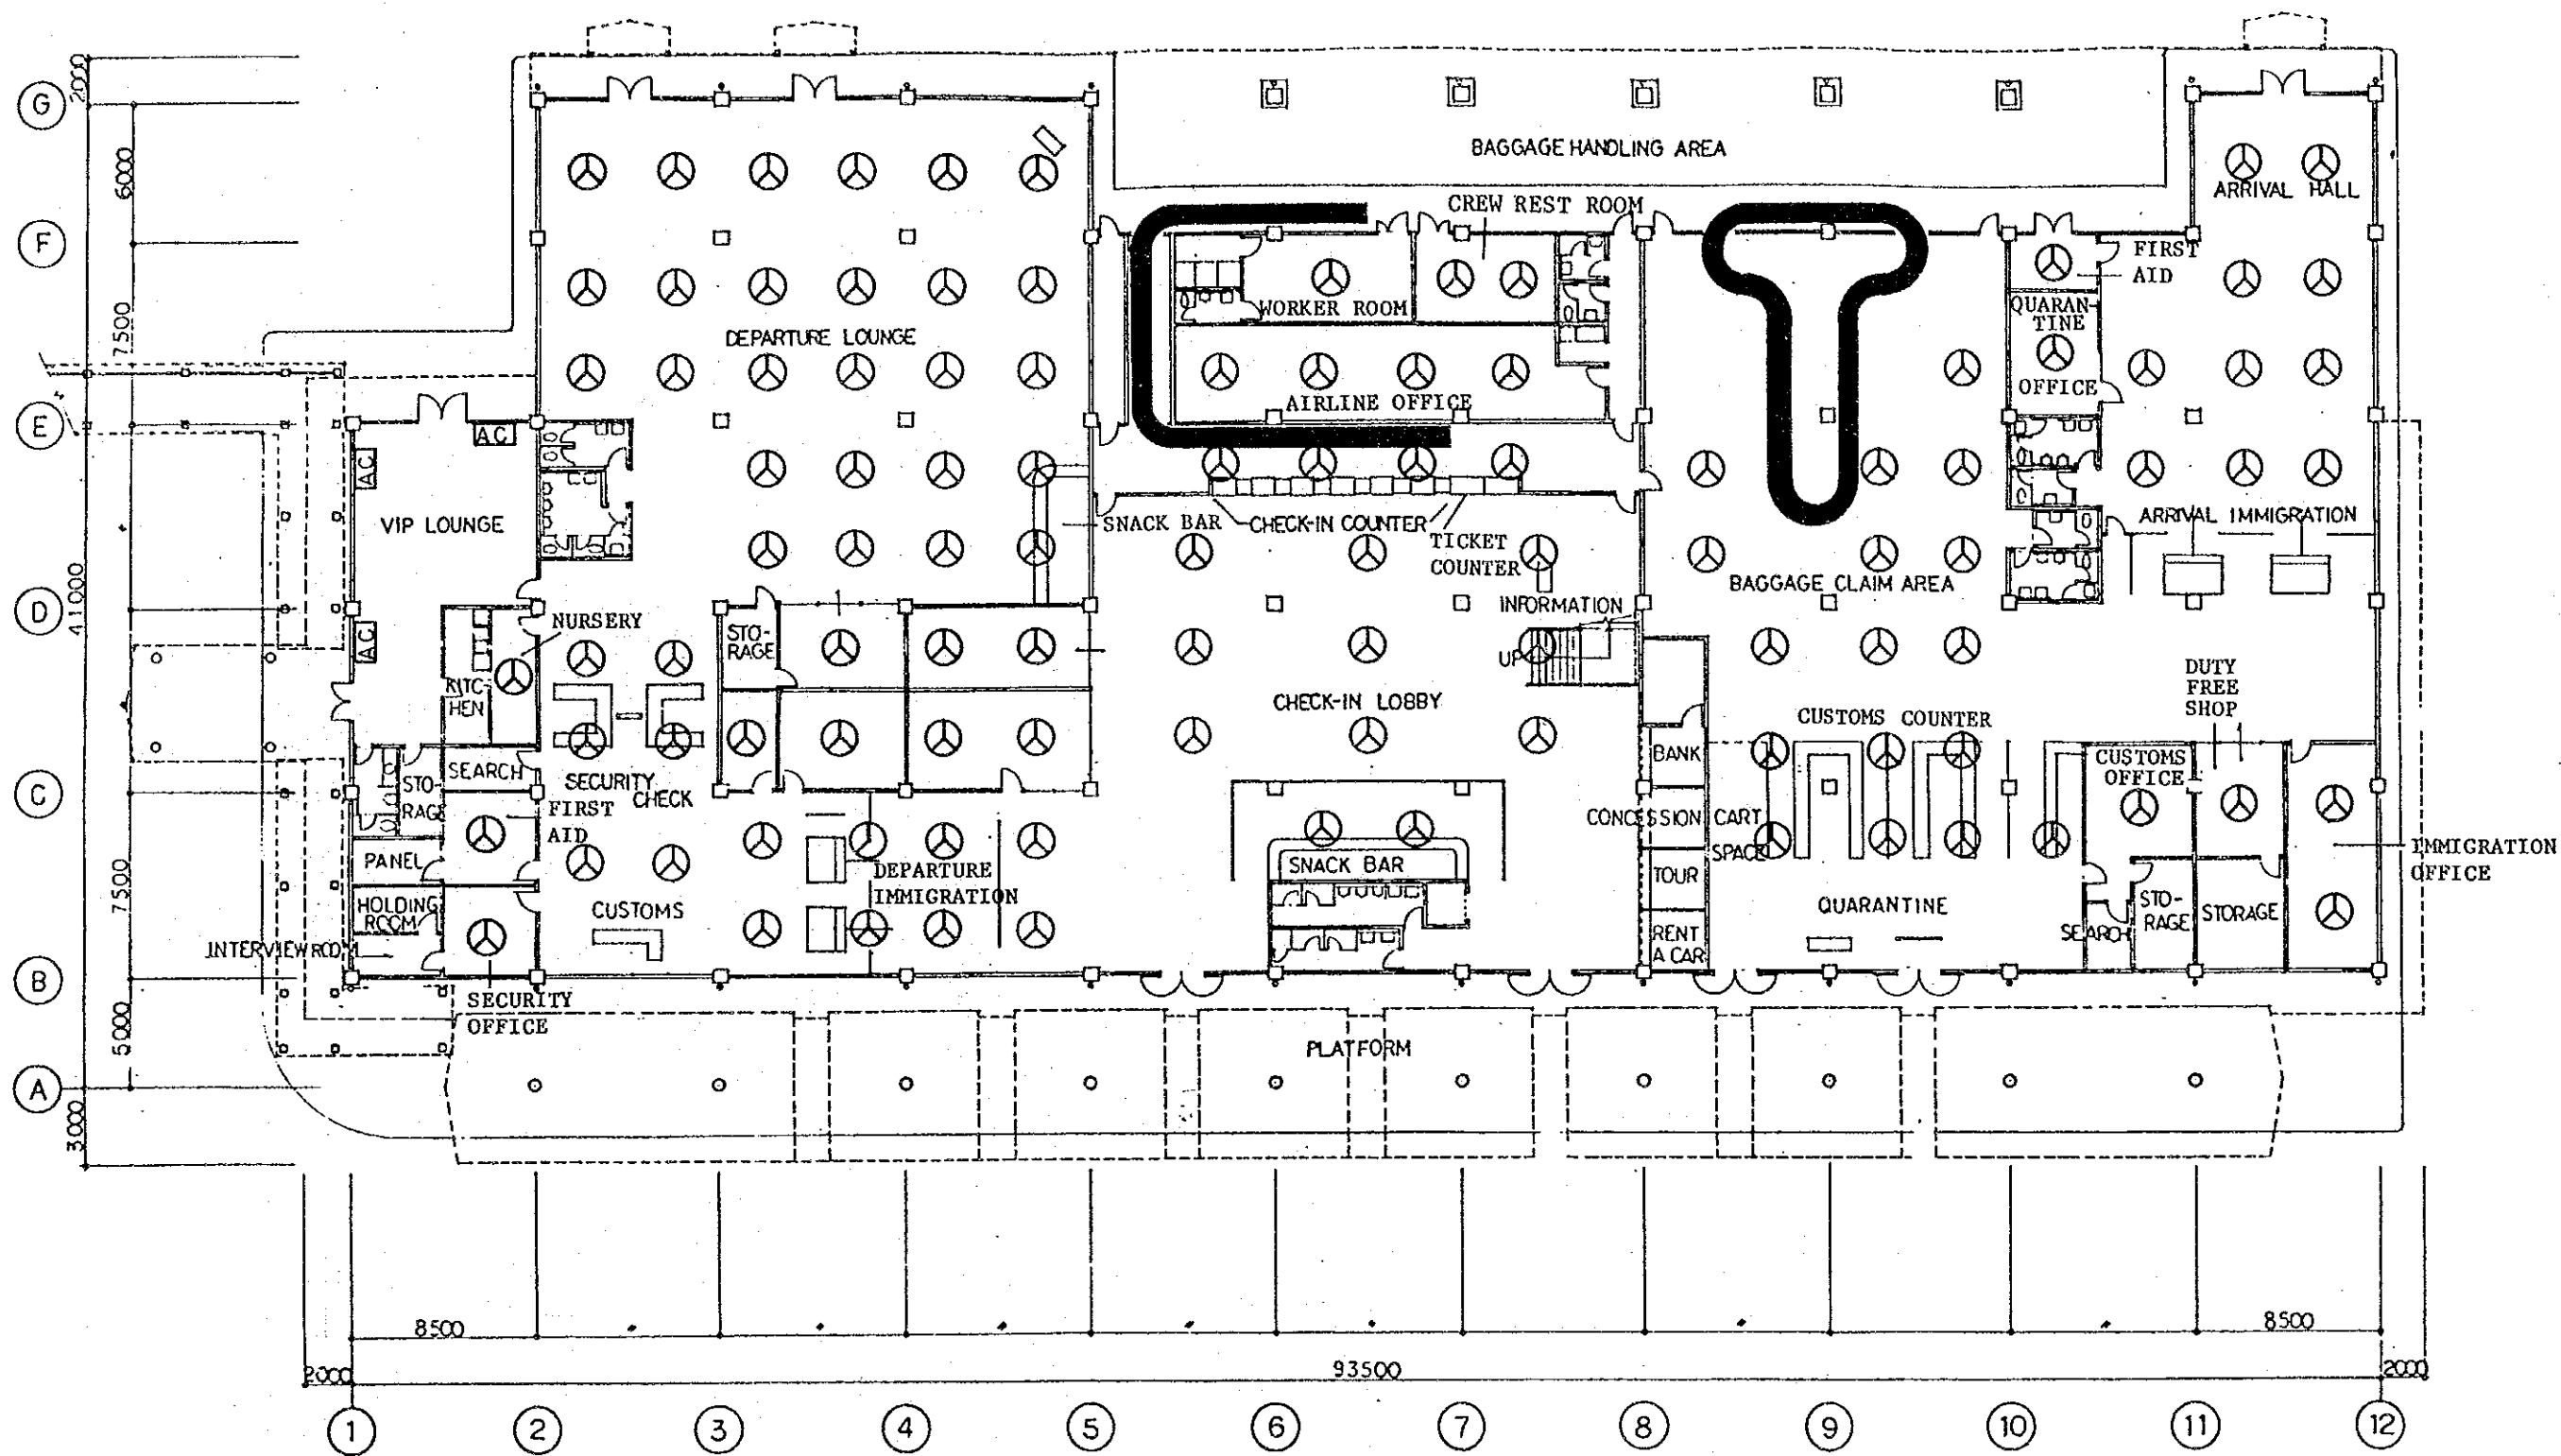 G
2000
6000
BAGGAGE HANDLING AREA
ARRIVAL HALL
CREW REST ROOM
F
FIRST
AID
WORKER ROOM
QUARAN-
TINE
OFFICE
7500
DEPARTURE LOUNGE
AIRLINE OFFICE
E
A.C
A.C
VIP LOUNGE
SNACK BAR
CHECK-IN COUNTER
TICKET
COUNTER
ARRIVAL IMMIGRATION
BAGGAGE CLAIM AREA
INFORMATION
D
41000
NURSERY
STO-
RAGE
A.C
UP
KITC-
HEN
CHECK-IN LOBBY
DUTY
FREE
SHOP
CUSTOMS COUNTER
BANK
CUSTOMS
OFFICE
SEARCH
SECURITY
CHECK
C
STO-
RAGE
FIRST
AID
CONCESSION
CART
SPACE
PANEL
SNACK BAR
TOUR
DEPARTURE
IMMIGRATION
IMMIGRATION
OFFICE
7500
HOLDING
ROOM
CUSTOMS
QUARANTINE
STO-
RAGE
STORAGE
SEARCH
RENT
A CAR
INTERVIEW ROOM
B
SECURITY
OFFICE
5000
PLATFORM
A
3000
8500
8500
2000
93500
2000
1
2
3
4
5
6
7
8
9
10
11
12